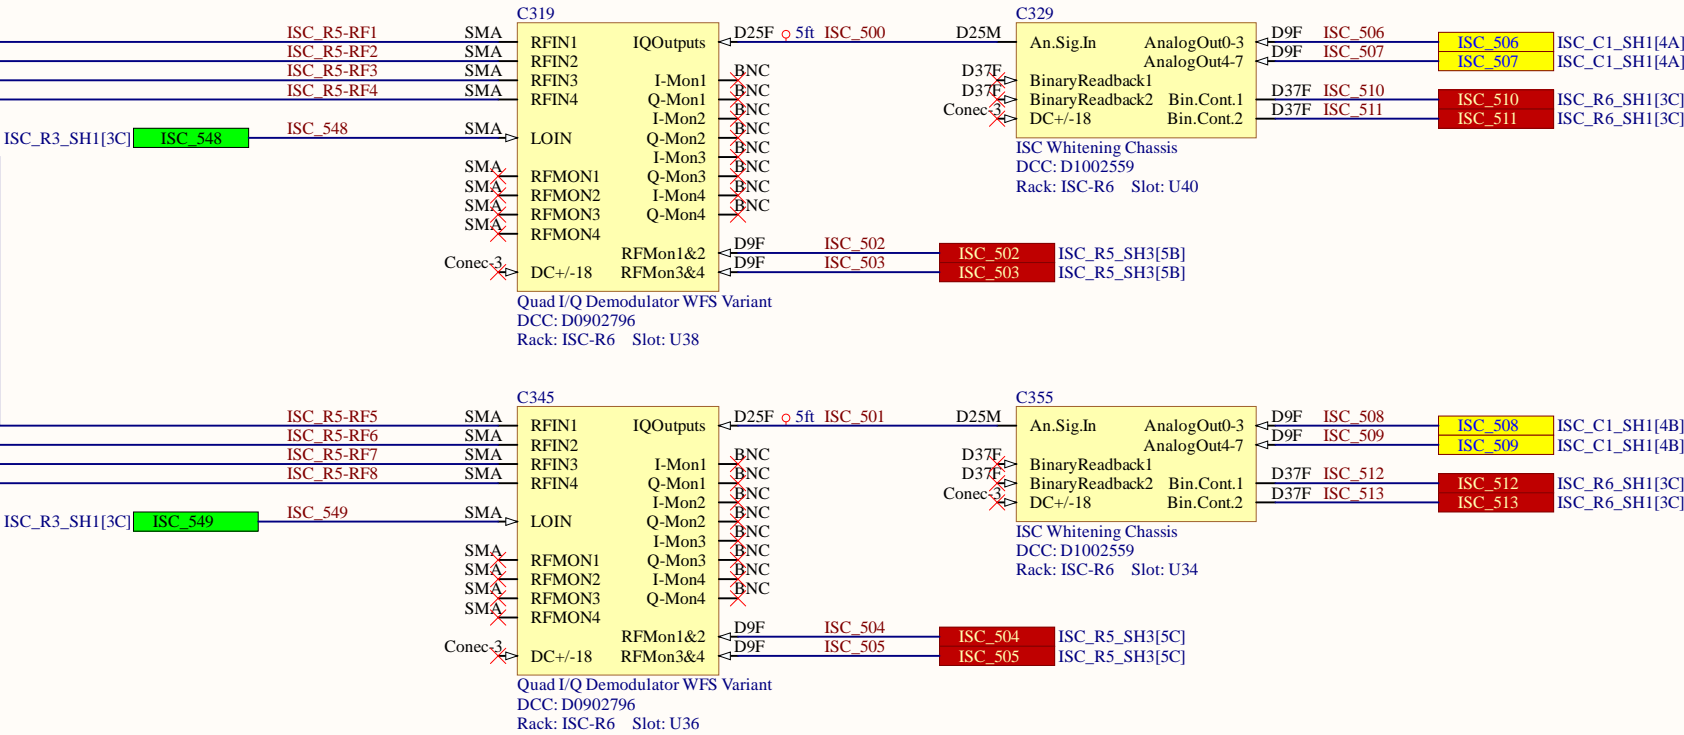 C319
C329
ISC_R5-RF1 SMA RFIN1 IQOutputs D25F 5ft ISC_500 D25M An.Sig.In AnalogOut0-3 D9F ISC_506 ISC_506 ISC_C1_SH1[4A]
ISC_R5-RF2 SMA RFIN2 AnalogOut4-7 D9F ISC_507 ISC_507 ISC_C1_SH1[4A]
ISC_R5-RF3 SMA RFIN3 I-Mon1 BNC D37F BinaryReadback1
ISC_R5-RF4 SMA RFIN4 Q-Mon1 BNC D37F BinaryReadback2 Bin.Cont.1 D37F ISC_510 ISC_510 ISC_R6_SH1[3C]
I-Mon2 BNC Conec-3 DC+/-18 Bin.Cont.2 D37F ISC_511 ISC_511 ISC_R6_SH1[3C]
ISC_R3_SH1[3C] ISC_548 ISC_548 SMA LOIN Q-Mon2 BNC
I-Mon3 BNC ISC Whitening Chassis
SMA RFMON1 Q-Mon3 BNC DCC: D1002559
SMA RFMON2 I-Mon4 BNC Rack: ISC-R6 Slot: U40
SMA RFMON3 Q-Mon4 BNC
SMA RFMON4
RFMon1&2 D9F ISC_502 ISC_502 ISC_R5_SH3[5B]
Conec-3 DC+/-18 RFMon3&4 D9F ISC_503 ISC_503 ISC_R5_SH3[5B]
Quad I/Q Demodulator WFS Variant
DCC: D0902796
Rack: ISC-R6 Slot: U38
C345
C355
ISC_R5-RF5 SMA RFIN1 IQOutputs D25F 5ft ISC_501 D25M An.Sig.In AnalogOut0-3 D9F ISC_508 ISC_508 ISC_C1_SH1[4B]
ISC_R5-RF6 SMA RFIN2 AnalogOut4-7 D9F ISC_509 ISC_509 ISC_C1_SH1[4B]
ISC_R5-RF7 SMA RFIN3 I-Mon1 BNC D37F BinaryReadback1
ISC_R5-RF8 SMA RFIN4 Q-Mon1 BNC D37F BinaryReadback2 Bin.Cont.1 D37F ISC_512 ISC_512 ISC_R6_SH1[3C]
I-Mon2 BNC Conec-3 DC+/-18 Bin.Cont.2 D37F ISC_513 ISC_513 ISC_R6_SH1[3C]
ISC_R3_SH1[3C] ISC_549 ISC_549 SMA LOIN Q-Mon2 BNC
I-Mon3 BNC ISC Whitening Chassis
SMA RFMON1 Q-Mon3 BNC DCC: D1002559
SMA RFMON2 I-Mon4 BNC Rack: ISC-R6 Slot: U34
SMA RFMON3 Q-Mon4 BNC
SMA RFMON4
RFMon1&2 D9F ISC_504 ISC_504 ISC_R5_SH3[5C]
Conec-3 DC+/-18 RFMon3&4 D9F ISC_505 ISC_505 ISC_R5_SH3[5C]
Quad I/Q Demodulator WFS Variant
DCC: D0902796
Rack: ISC-R6 Slot: U36